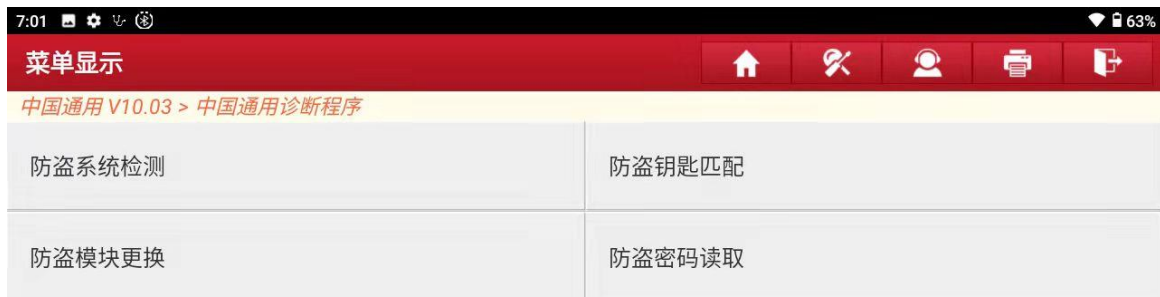 7:01 63%
菜单显示
中国通用 V10.03 > 中国通用诊断程序
防盗系统检测 防盗钥匙匹配
防盗模块更换 防盗密码读取